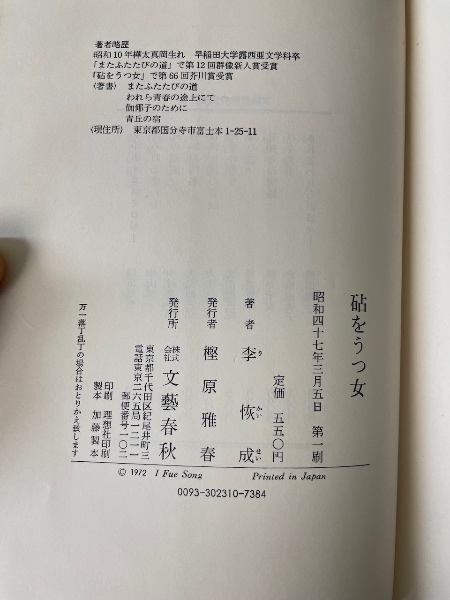 著者略歴
昭和10年樺太真岡生れ 早稲田大学露西亜文学科卒
「またふたたびの道」で第12回群像新人賞受賞
「砧をうつ女」で第66回芥川賞受賞
〈著書〉 またふたたびの道
われら青春の途上にて
伽倻子のために
青丘の宿
〈現住所〉 東京都国分寺市富士本1-25-11
砧をうつ女
昭和四十七年三月五日 第一刷
定価 五五〇円
著者 李恢成
り かい せい
発行者 樫原雅春
発行所 株式会社 文藝春秋
東京都千代田区紀尾井町三
電話東京二六五局一二一一
郵便番号一〇二
印刷 理想社印刷
製本 加藤製本
万一落丁乱丁の場合はおとりかえ致します
© 1972 I Fue Song Printed in Japan
0093-302310-7384